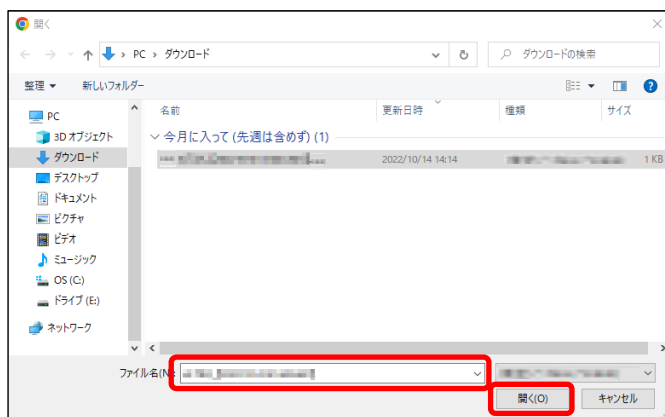 開く
PC > ダウンロード
ダウンロードの検索
整理 新しいフォルダー
名前 更新日時 種類 サイズ
PC
3D オブジェクト
ダウンロード
デスクトップ
ドキュメント
ピクチャ
ビデオ
ミュージック
OS (C:)
ドライブ (E:)
ネットワーク
今月に入って (先週は含めず) (1)
2022/10/14 14:14 1 KB
ファイル名(N):
開く(O) キャンセル